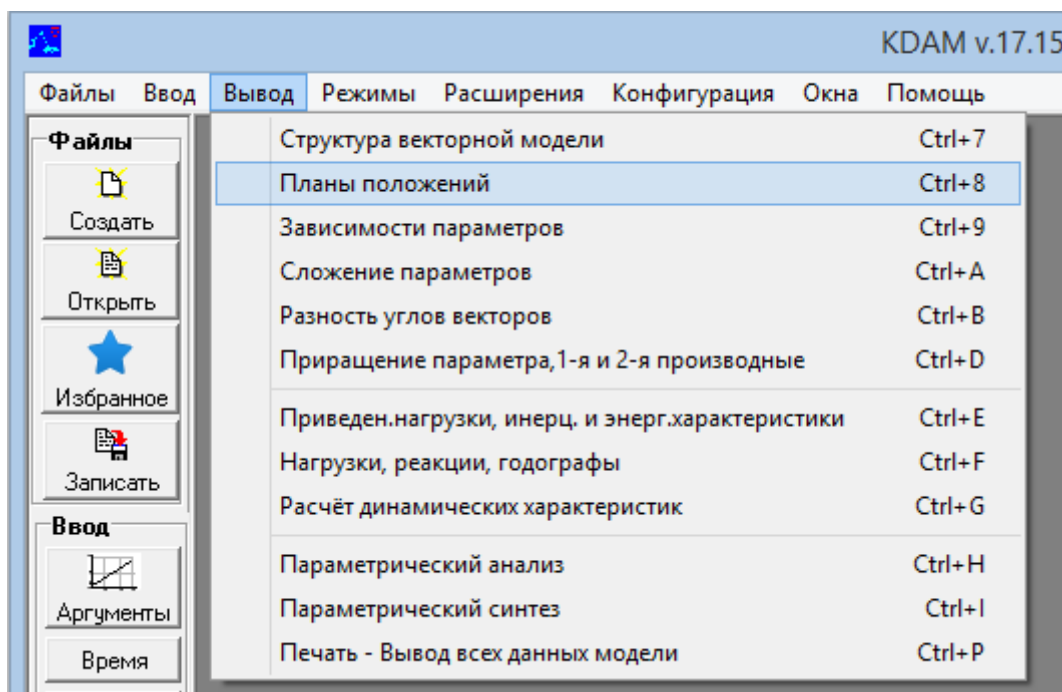 KDAM v.17.15
Файлы Ввод Вывод Режимы Расширения Конфигурация Окна Помощь
Файлы
Создать
Открыть
Избранное
Записать
Ввод
Аргументы
Время
Структура векторной модели Ctrl+7
Планы положений Ctrl+8
Зависимости параметров Ctrl+9
Сложение параметров Ctrl+A
Разность углов векторов Ctrl+B
Приращение параметра,1-я и 2-я производные Ctrl+D
Приведен.нагрузки, инерц. и энерг.характеристики Ctrl+E
Нагрузки, реакции, годографы Ctrl+F
Расчёт динамических характеристик Ctrl+G
Параметрический анализ Ctrl+H
Параметрический синтез Ctrl+I
Печать - Вывод всех данных модели Ctrl+P